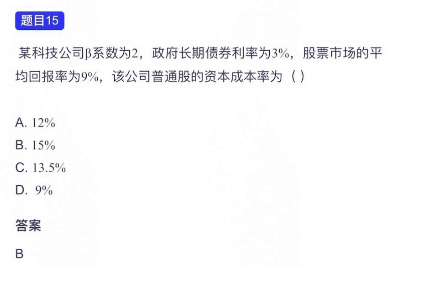 题目15
某科技公司β系数为2，政府长期债券利率为3%，股票市场的平
均回报率为9%，该公司普通股的资本成本率为（ ）
A. 12%
B. 15%
C. 13.5%
D. 9%
答案
B